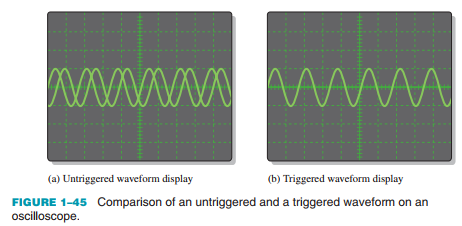 (a) Untriggered waveform display
(b) Triggered waveform display
FIGURE 1–45 Comparison of an untriggered and a triggered waveform on an
oscilloscope.